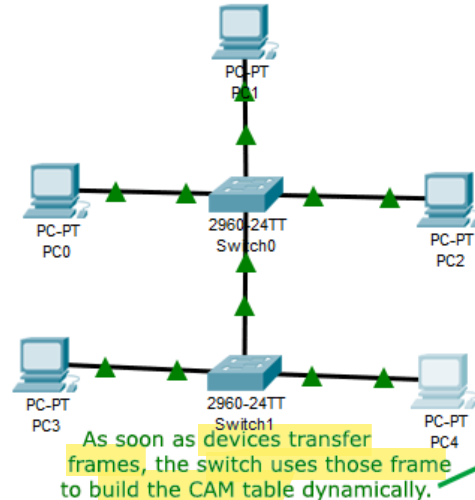 PC-PT
PC1
PC-PT
PC0
2960-24TT
Switch0
PC-PT
PC2
PC-PT
PC3
2960-24TT
Switch1
PC-PT
PC4
As soon as devices transfer
frames, the switch uses those frame
to build the CAM table dynamically.